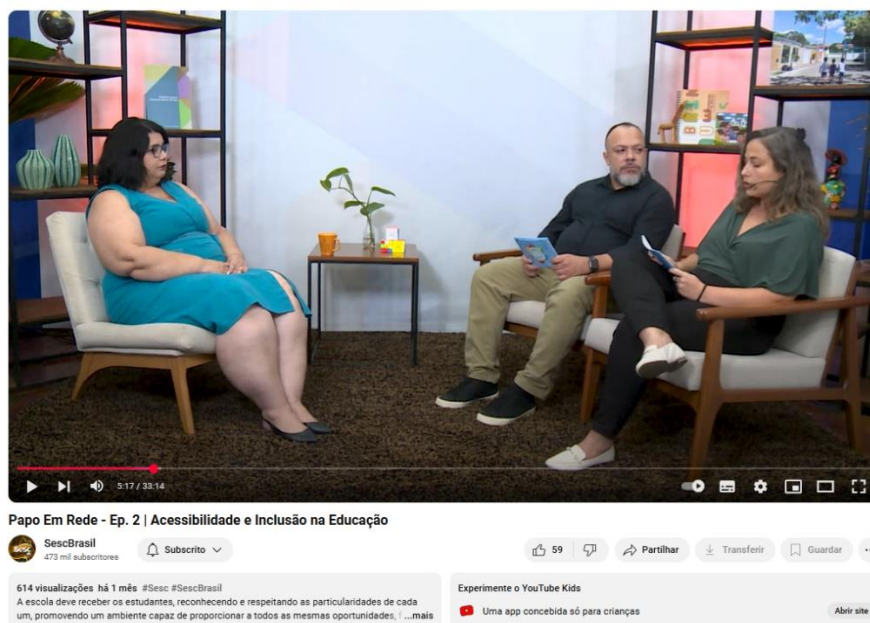 5:17 / 33:14
Papo Em Rede - Ep. 2 | Acessibilidade e Inclusão na Educação
SescBrasil
473 mil subscritores
Subscrito
59
Partilhar
Transferir
Guardar
614 visualizações há 1 mês #Sesc #SescBrasil
A escola deve receber os estudantes, reconhecendo e respeitando as particularidades de cada
um, promovendo um ambiente capaz de proporcionar a todos as mesmas oportunidades, ...mais
Experimente o YouTube Kids
Uma app concebida só para crianças
Abrir site